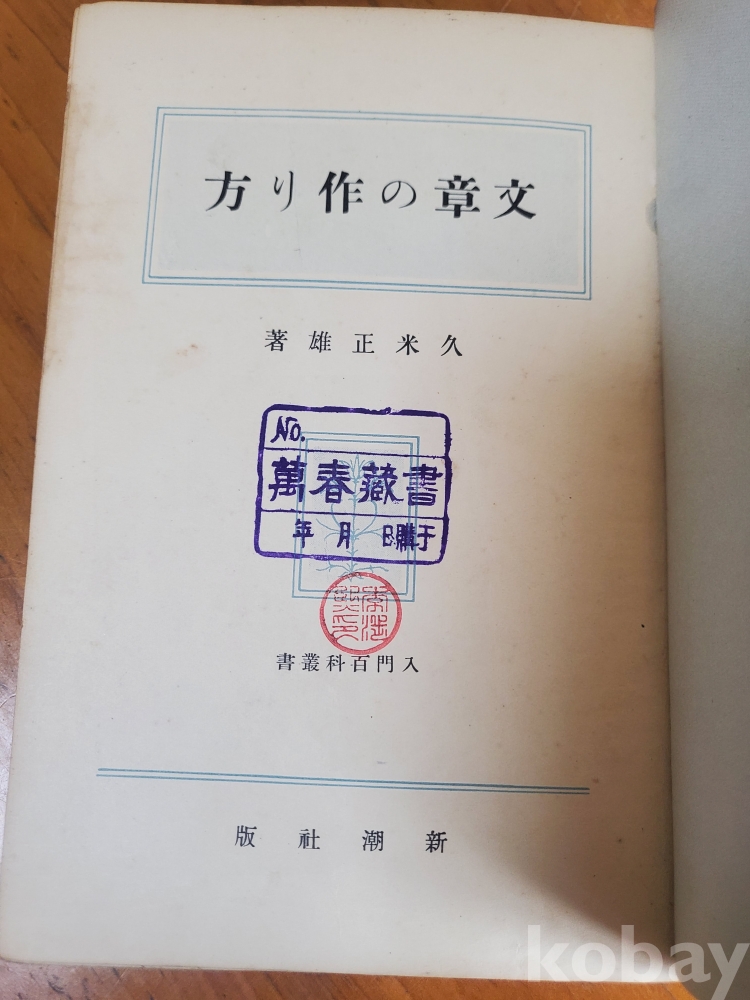 文章の作り方
久米正雄著
No.
萬春藏書
年月日購于
入門百科叢書
新潮社版
kobay